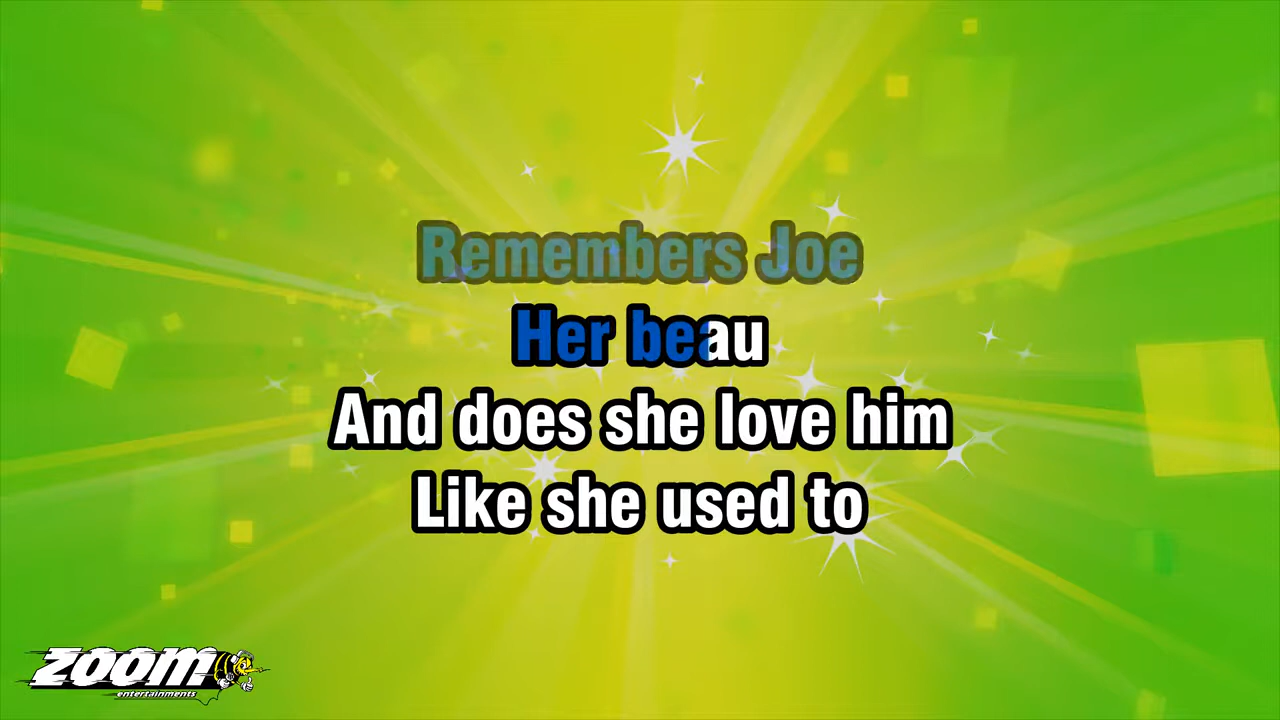 Remembers Joe
Her beau
And does she love him
Like she used to
ZOOM
entertainments